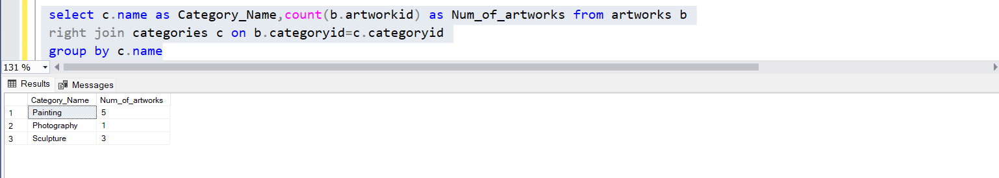 select c.name as Category_Name,count(b.artworkid) as Num_of_artworks from artworks b
right join categories c on b.categoryid=c.categoryid
group by c.name
131 %
Results Messages
Category_Name Num_of_artworks
1 Painting 5
2 Photography 1
3 Sculpture 3